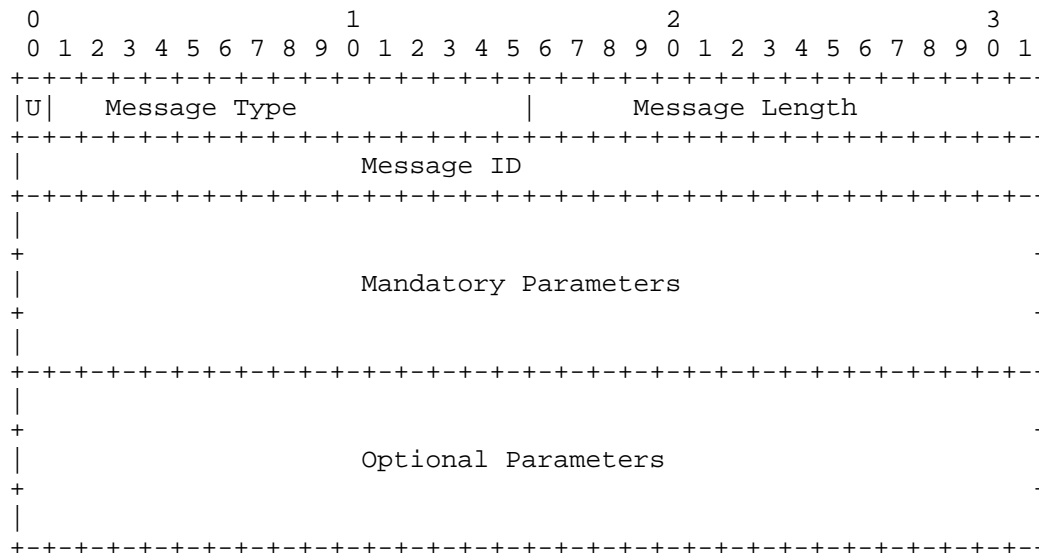 0                   1                   2                   3
 0 1 2 3 4 5 6 7 8 9 0 1 2 3 4 5 6 7 8 9 0 1 2 3 4 5 6 7 8 9 0 1
+-+-+-+-+-+-+-+-+-+-+-+-+-+-+-+-+-+-+-+-+-+-+-+-+-+-+-+-+-+-+-+--
|U|   Message Type              |      Message Length
+-+-+-+-+-+-+-+-+-+-+-+-+-+-+-+-+-+-+-+-+-+-+-+-+-+-+-+-+-+-+-+--
|                     Message ID
+-+-+-+-+-+-+-+-+-+-+-+-+-+-+-+-+-+-+-+-+-+-+-+-+-+-+-+-+-+-+-+--
|
+                                                               -
|                     Mandatory Parameters
+                                                               -
|
+-+-+-+-+-+-+-+-+-+-+-+-+-+-+-+-+-+-+-+-+-+-+-+-+-+-+-+-+-+-+-+--
|
+                                                               -
|                     Optional Parameters
+                                                               -
|
+-+-+-+-+-+-+-+-+-+-+-+-+-+-+-+-+-+-+-+-+-+-+-+-+-+-+-+-+-+-+-+--